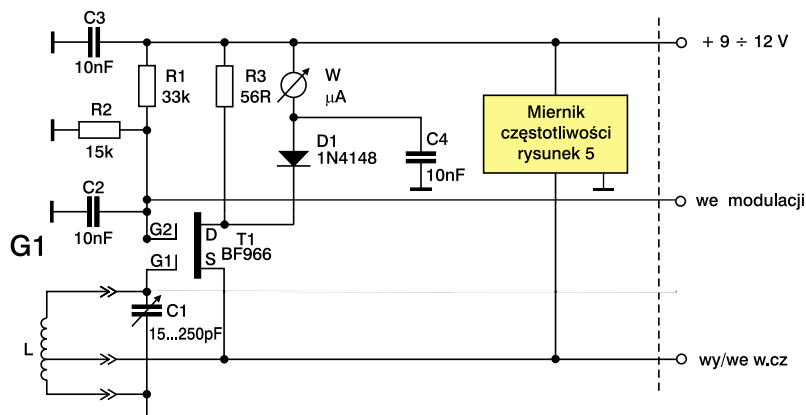 C3
10nF
R1
33k
R2
15k
R3
56R
W
μA
D1
1N4148
C4
10nF
Miernik
częstotliwości
rysunek 5
+ 9 ÷ 12 V
we modulacji
C2
10nF
G1
G2
G1
D
S
T1
BF966
C1
15...250pF
L
wy/we w.cz